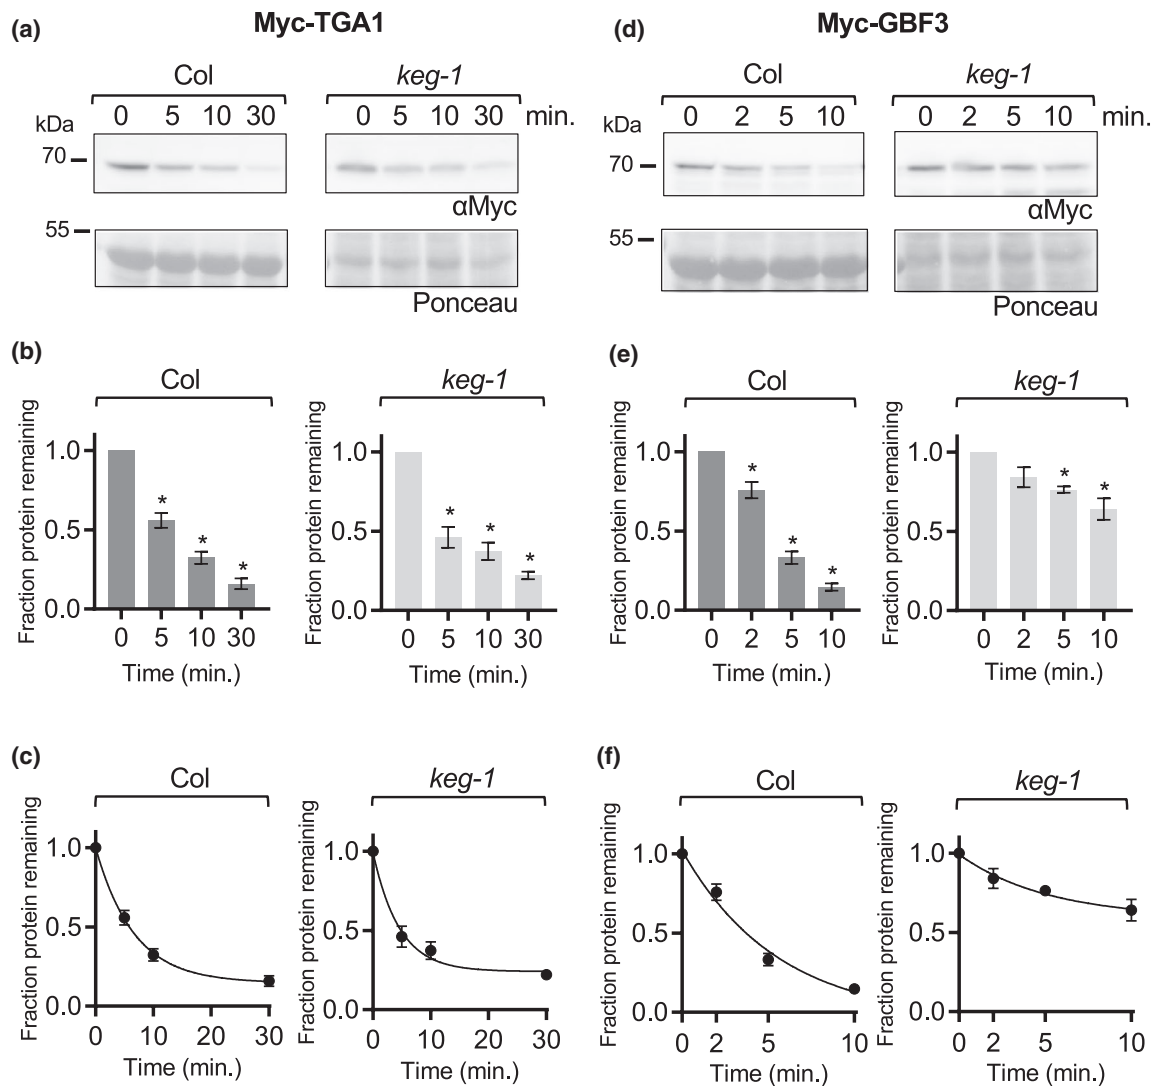 (a) Myc-TGA1
Col keg-1
0 5 10 30 0 5 10 30 min.
kDa
70
αMyc
55
Ponceau
(d) Myc-GBF3
Col keg-1
0 2 5 10 0 2 5 10 min.
kDa
70
αMyc
55
Ponceau
(b)
Col
Fraction protein remaining
1.0
* * *
0.5
0.0
0 5 10 30
Time (min.)
keg-1
Fraction protein remaining
1.0
* * *
0.5
0.0
0 5 10 30
Time (min.)
(e)
Col
Fraction protein remaining
1.0
* * *
0.5
0.0
0 2 5 10
Time (min.)
keg-1
Fraction protein remaining
1.0
* *
0.5
0.0
0 2 5 10
Time (min.)
(c)
Col
Fraction protein remaining
1.0
0.5
0.0
0 10 20 30
Time (min.)
keg-1
Fraction protein remaining
1.0
0.5
0.0
0 10 20 30
Time (min.)
(f)
Col
Fraction protein remaining
1.0
0.5
0.0
0 2 5 10
Time (min.)
keg-1
Fraction protein remaining
1.0
0.5
0.0
0 2 5 10
Time (min.)